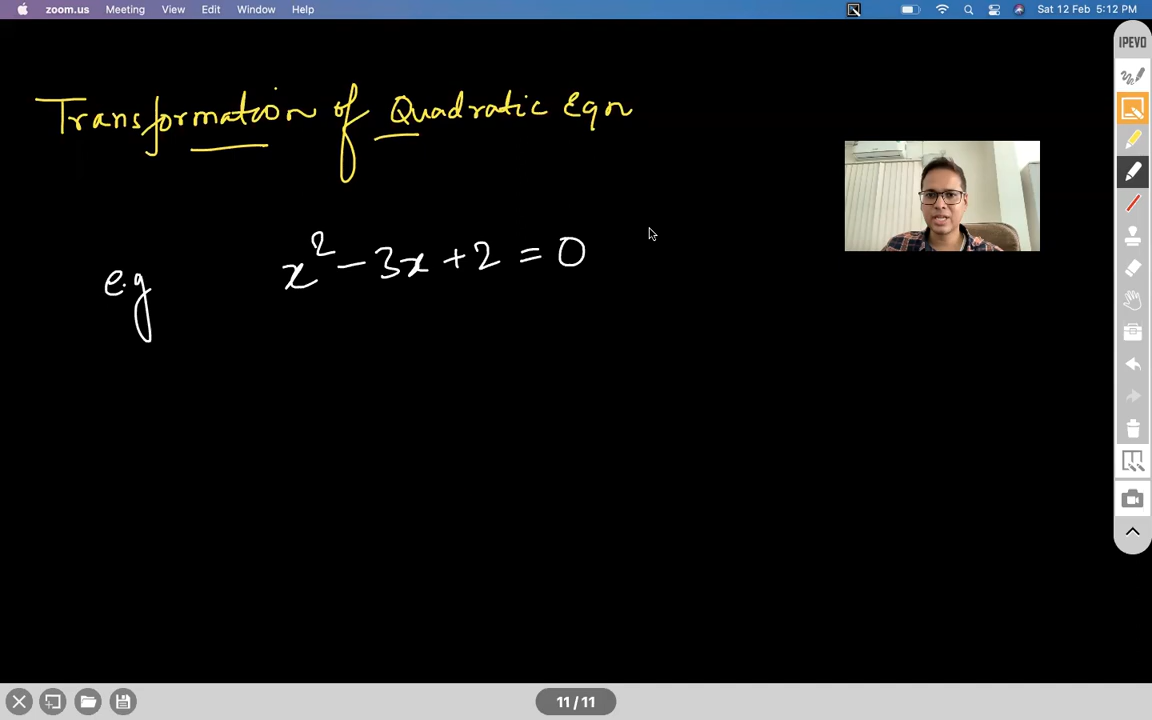 zoom.us Meeting View Edit Window Help Sat 12 Feb 5:12 PM
IPEVO
Transformation of Quadratic Eqn
e.g x² - 3x + 2 = 0
11/11